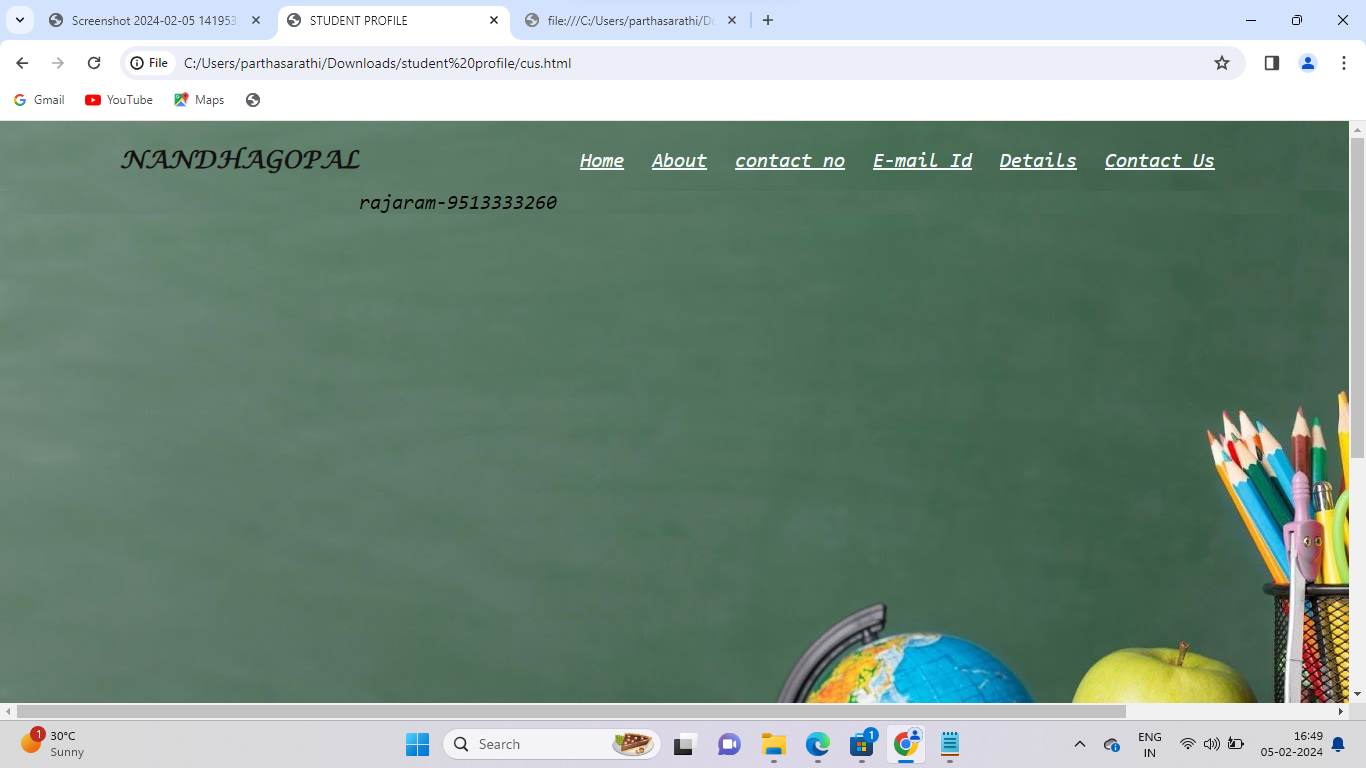 Screenshot 2024-02-05 141953
STUDENT PROFILE
file:///C:/Users/parthasarathi/Do
File
C:/Users/parthasarathi/Downloads/student%20profile/cus.html
Gmail
YouTube
Maps
NANDHAGOPAL
Home About contact no E-mail Id Details Contact Us
rajaram-9513333260
1
30°C
Sunny
Search
1
ENG
IN
16:49
05-02-2024